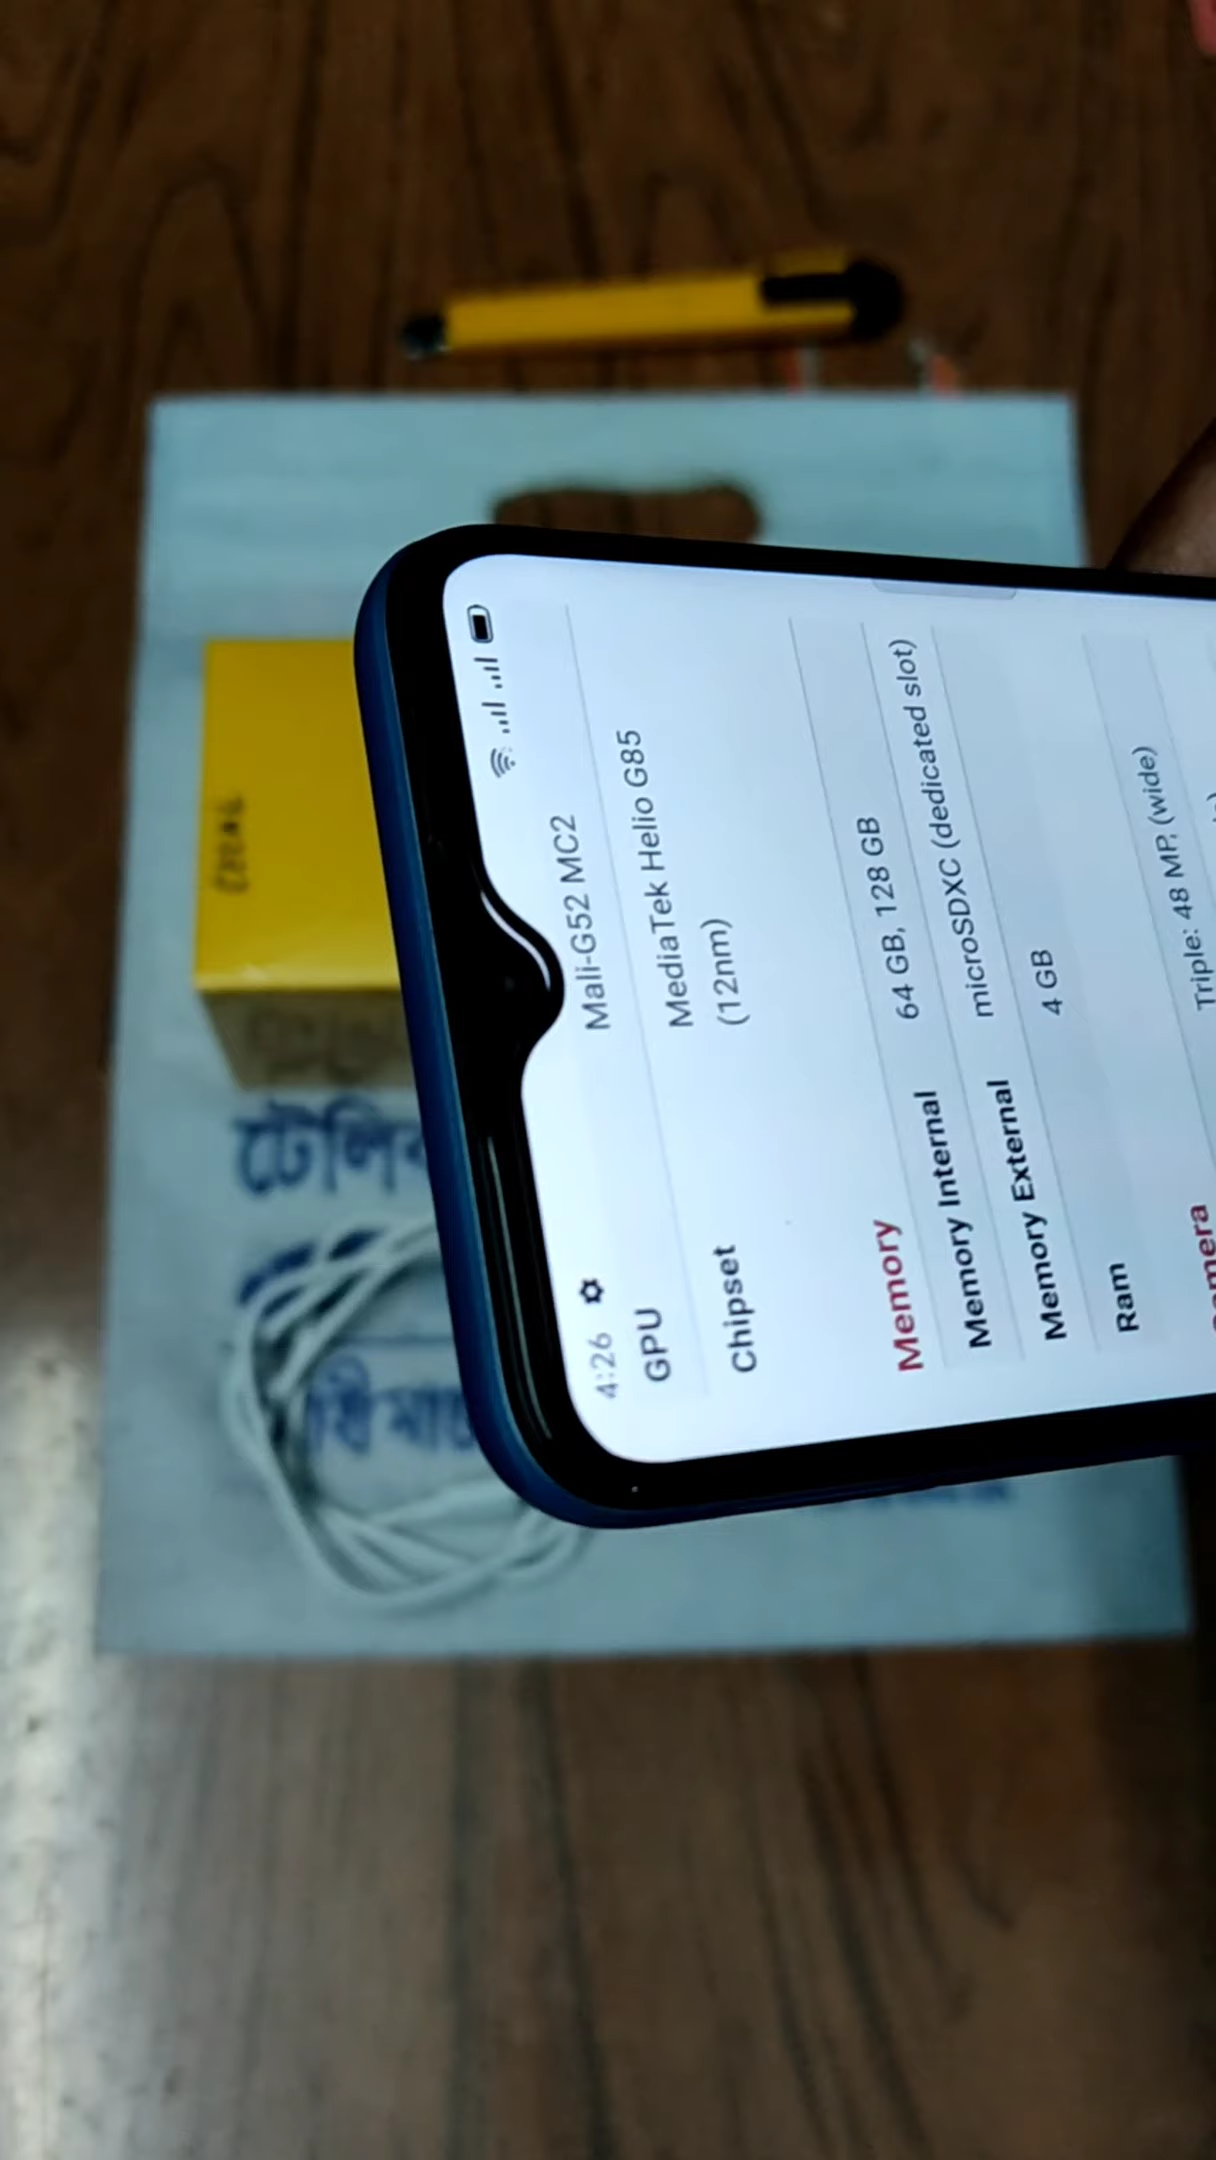 4:26
GPU Mali-G52 MC2
Chipset MediaTek Helio G85
(12nm)
Memory
Memory Internal 64 GB, 128 GB
Memory External microSDXC (dedicated slot)
Ram 4 GB
Triple: 48 MP, (wide)